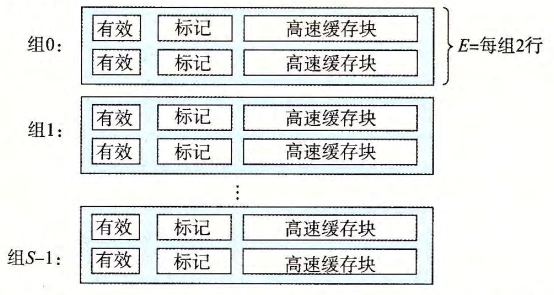 组0:
有效 标记 高速缓存块
有效 标记 高速缓存块
E=每组2行
组1:
有效 标记 高速缓存块
有效 标记 高速缓存块
⋮
组S–1:
有效 标记 高速缓存块
有效 标记 高速缓存块